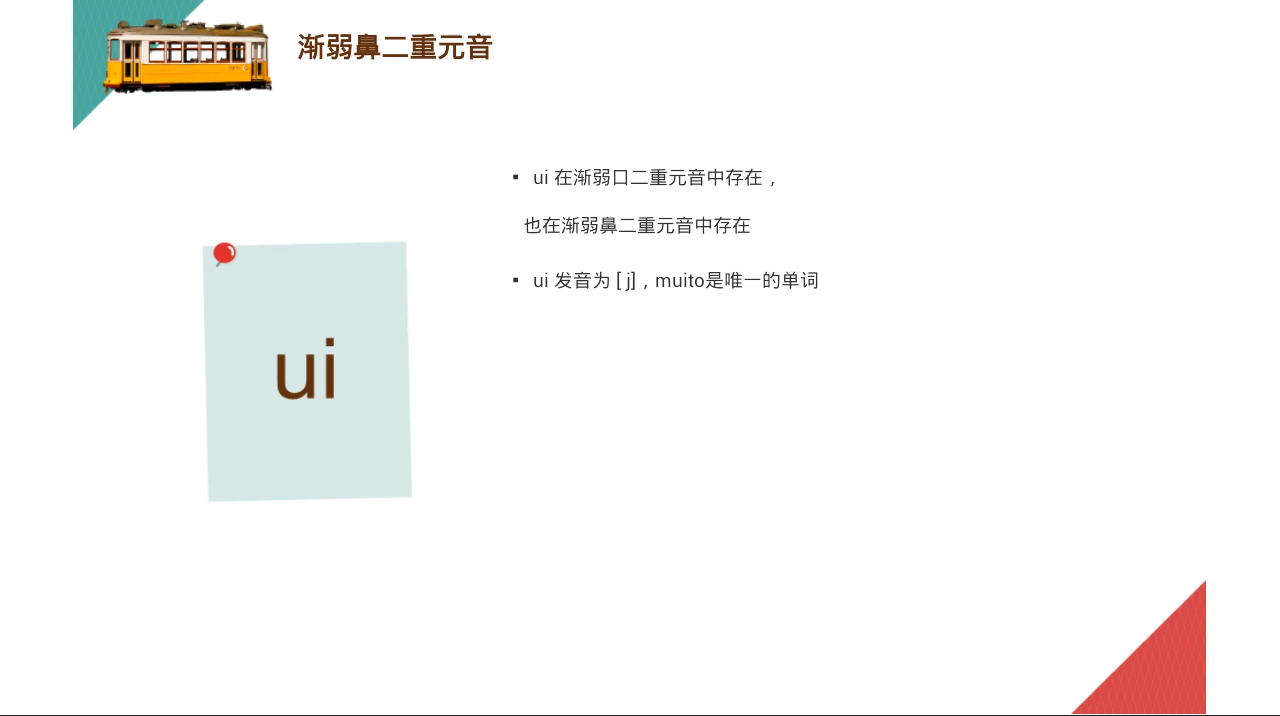 渐弱鼻二重元音
▪ ui 在渐弱口二重元音中存在，
也在渐弱鼻二重元音中存在
▪ ui 发音为 [ j]，muito是唯一的单词
ui